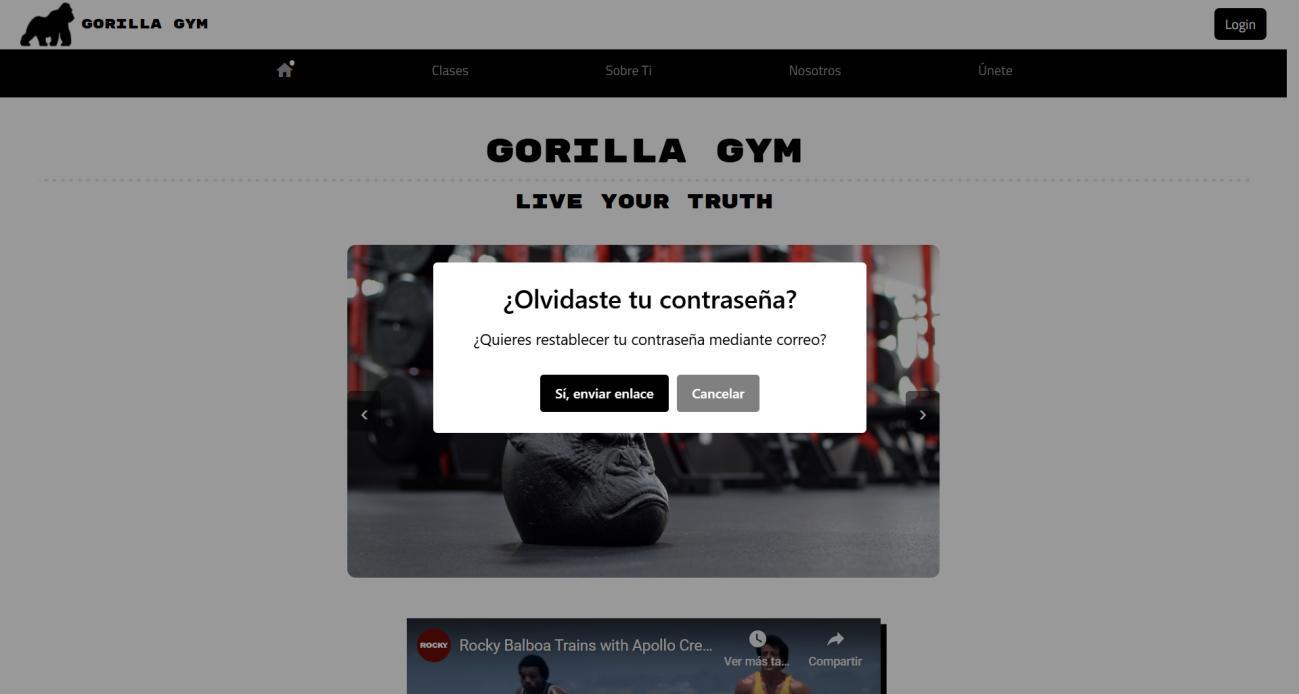 GORILLA GYM
Login
Clases
Sobre Ti
Nosotros
Únete
GORILLA GYM
LIVE YOUR TRUTH
¿Olvidaste tu contraseña?
¿Quieres restablecer tu contraseña mediante correo?
Sí, enviar enlace
Cancelar
ROCKY
Rocky Balboa Trains with Apollo Cre...
Ver más ta...
Compartir